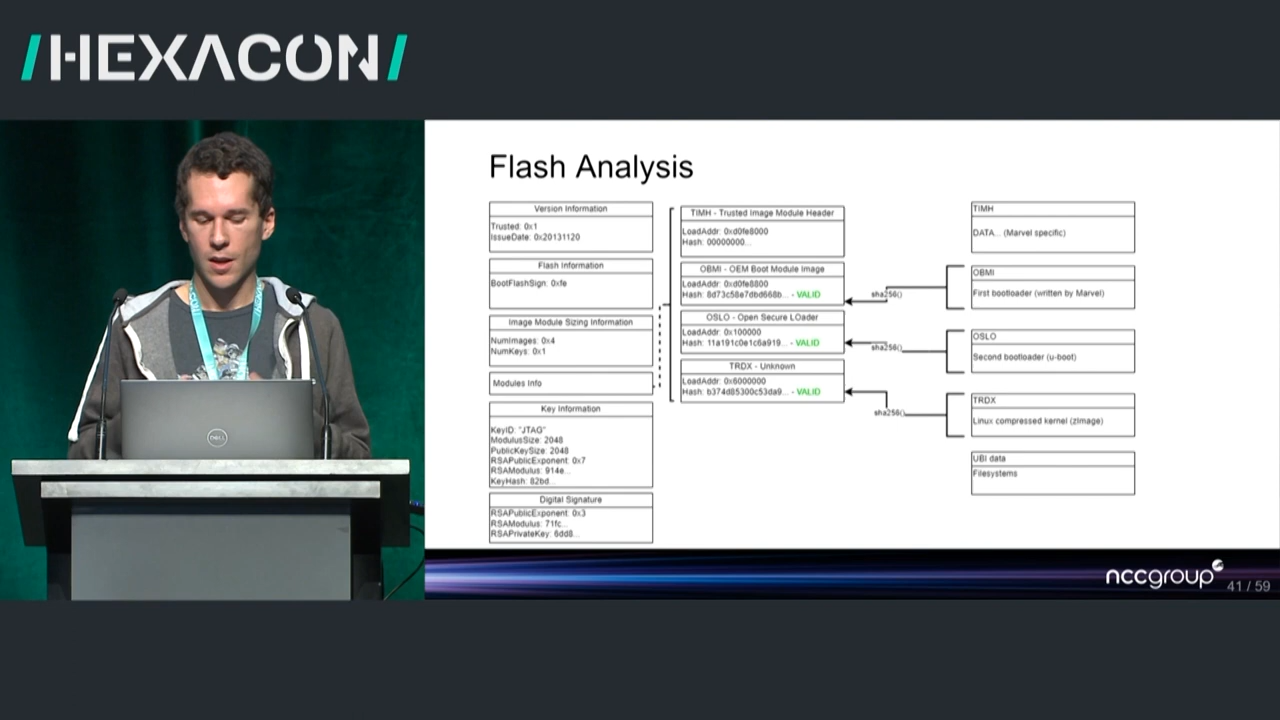 /HEXACON/
Flash Analysis
Version Information
Trusted: 0x1
IssueDate: 0x20131120
Flash Information
BootFlashSign: 0xfe
Image Module Sizing Information
NumImages: 0x4
NumKeys: 0x1
Modules Info
Key Information
KeyID: "JTAG"
ModulusSize: 2048
PublicKeySize: 2048
RSAPublicExponent: 0x7
RSAModulus: 914e...
KeyHash: 82bd...
Digital Signature
RSAPublicExponent: 0x3
RSAModulus: 71fc...
RSAPrivateKey: 6dd8...
TIMH - Trusted Image Module Header
LoadAddr: 0xd0fe8000
Hash: 00000000...
OBMI - OEM Boot Module Image
LoadAddr: 0xd0fe8800
Hash: 8d73c58e7dbd668b... - VALID
OSLO - Open Secure LOader
LoadAddr: 0x100000
Hash: 11a191c0e1c6a919... - VALID
TRDX - Unknown
LoadAddr: 0x6000000
Hash: b374d85300c53da9... - VALID
sha256()
sha256()
sha256()
TIMH
DATA... (Marvel specific)
OBMI
First bootloader (written by Marvel)
OSLO
Second bootloader (u-boot)
TRDX
Linux compressed kernel (zImage)
UBI data
Filesystems
DELL
nccgroup
41 / 59